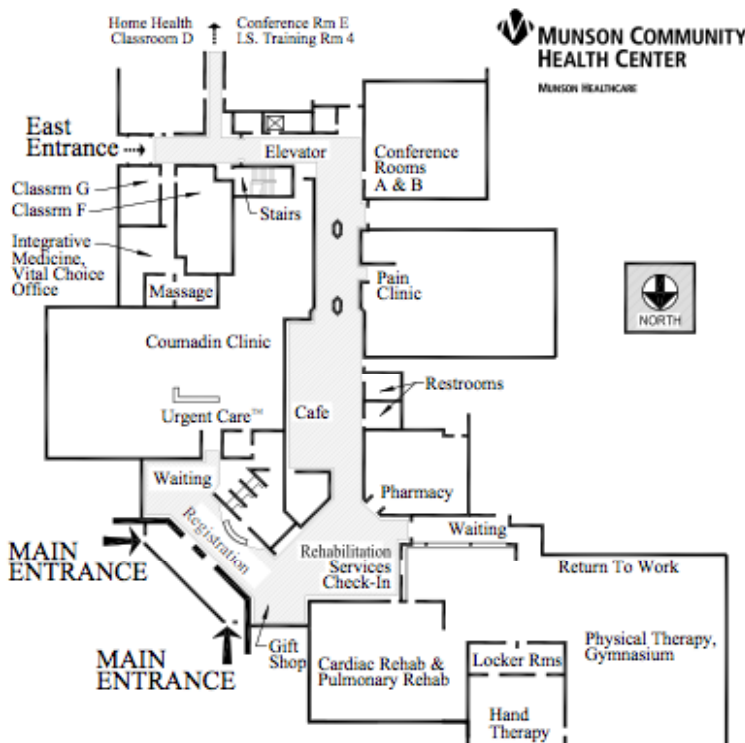 Home Health
Classroom D
Conference Rm E
I.S. Training Rm 4
MUNSON COMMUNITY
HEALTH CENTER
MUNSON HEALTHCARE
East
Entrance
Elevator
Conference
Rooms
A & B
Classrm G
Classrm F
Stairs
Integrative
Medicine,
Vital Choice
Office
Massage
Pain
Clinic
NORTH
Coumadin Clinic
Restrooms
Urgent Care™
Cafe
Waiting
Pharmacy
Registration
Waiting
MAIN
ENTRANCE
Rehabilitation
Services
Check-In
Return To Work
Gift
Shop
Physical Therapy,
Gymnasium
MAIN
ENTRANCE
Cardiac Rehab &
Pulmonary Rehab
Locker Rms
Hand
Therapy